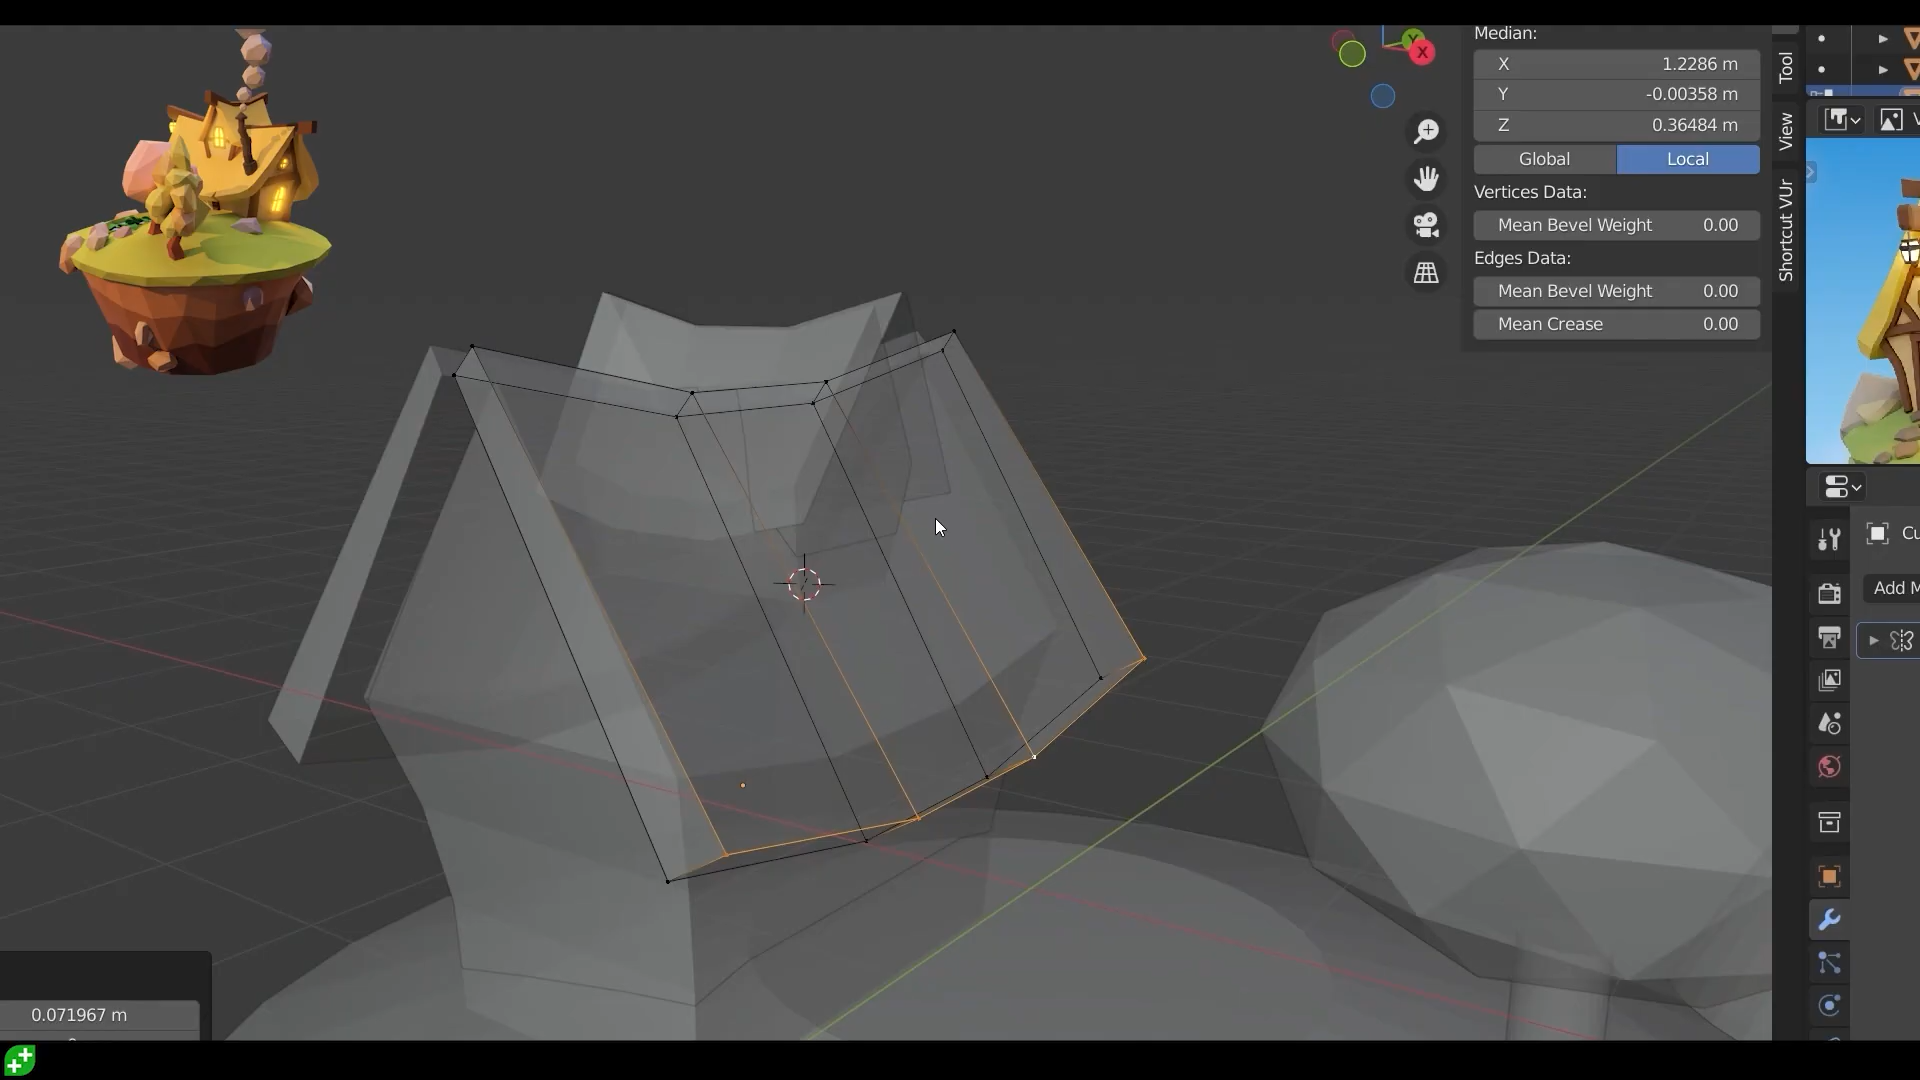 Median:
X 1.2286 m
Y -0.00358 m
Z 0.36484 m
Global Local
Vertices Data:
Mean Bevel Weight 0.00
Edges Data:
Mean Bevel Weight 0.00
Mean Crease 0.00
Tool
View
Shortcut VUr
X
Y
V
Cu
Add M
0.071967 m